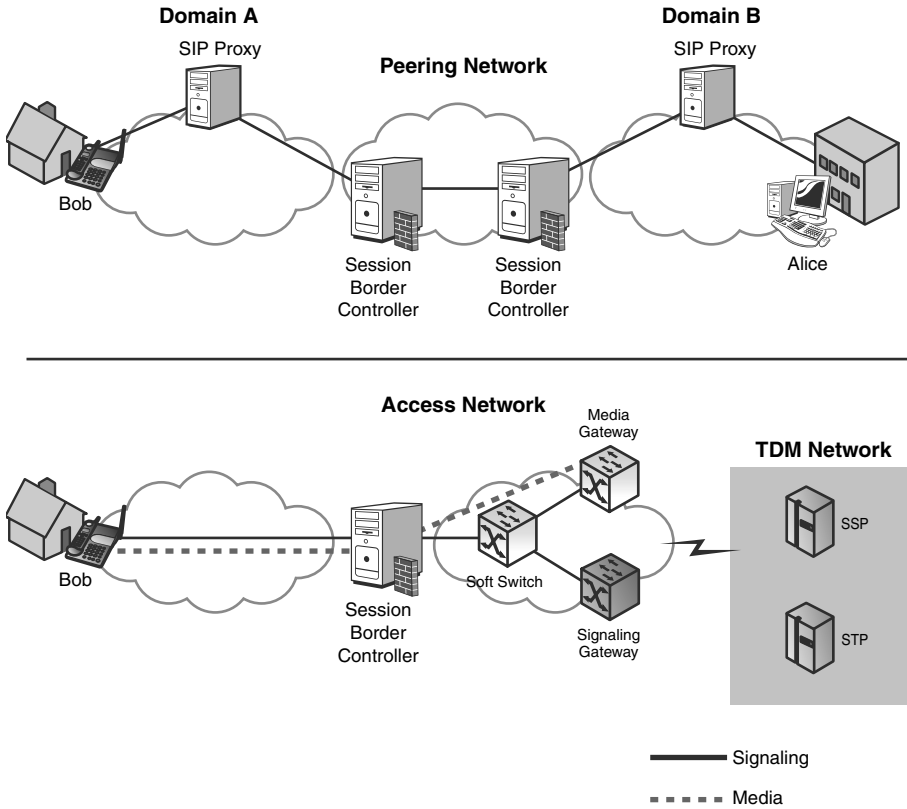 Domain A
Domain B
SIP Proxy
SIP Proxy
Peering Network
Bob
Session
Border
Controller
Session
Border
Controller
Alice
Access Network
Media
Gateway
TDM Network
SSP
Bob
Soft Switch
Session
Border
Controller
Signaling
Gateway
STP
Signaling
Media